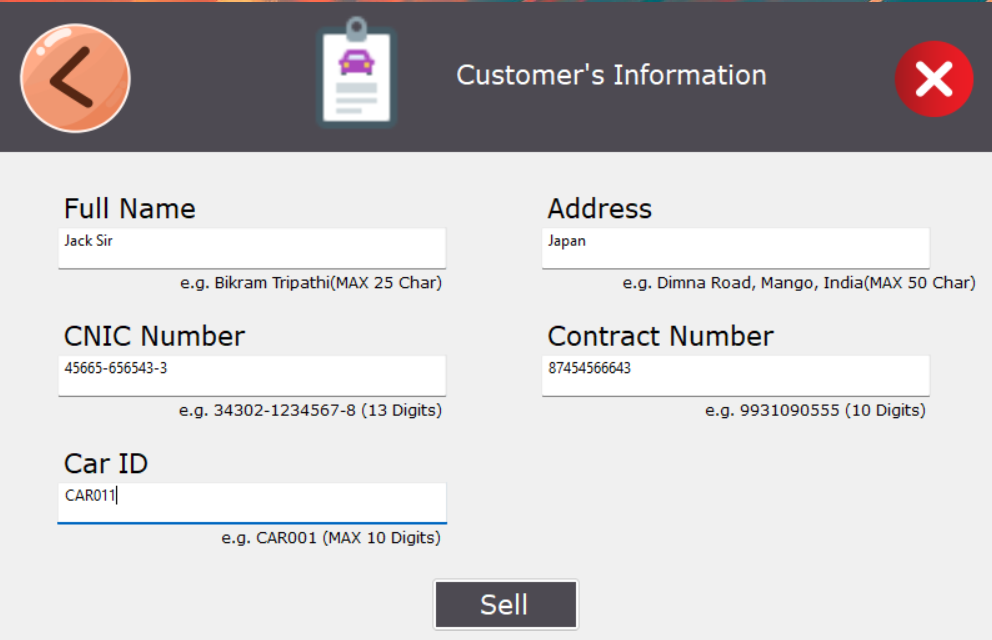 Customer's Information
Full Name
Jack Sir
e.g. Bikram Tripathi(MAX 25 Char)
Address
Japan
e.g. Dimna Road, Mango, India(MAX 50 Char)
CNIC Number
45665-656543-3
e.g. 34302-1234567-8 (13 Digits)
Contract Number
87454566643
e.g. 9931090555 (10 Digits)
Car ID
CAR011
e.g. CAR001 (MAX 10 Digits)
Sell